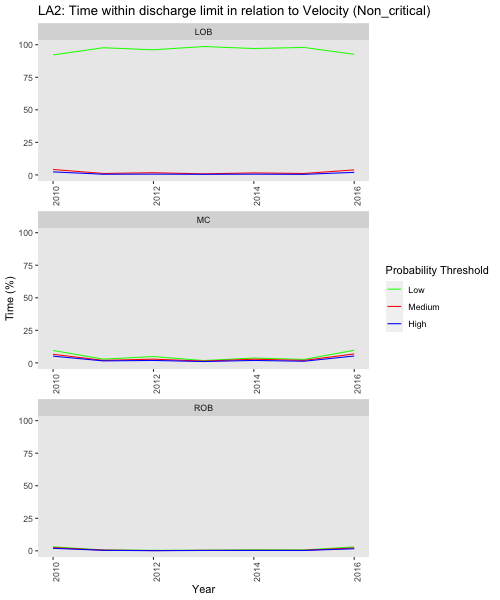 LA2: Time within discharge limit in relation to Velocity (Non_critical)
LOB
100
75
50
25
0
2010
2012
2014
2016
MC
100
75
50
25
0
2010
2012
2014
2016
ROB
100
75
50
25
0
2010
2012
2014
2016
Time (%)
Year
Probability Threshold
Low
Medium
High